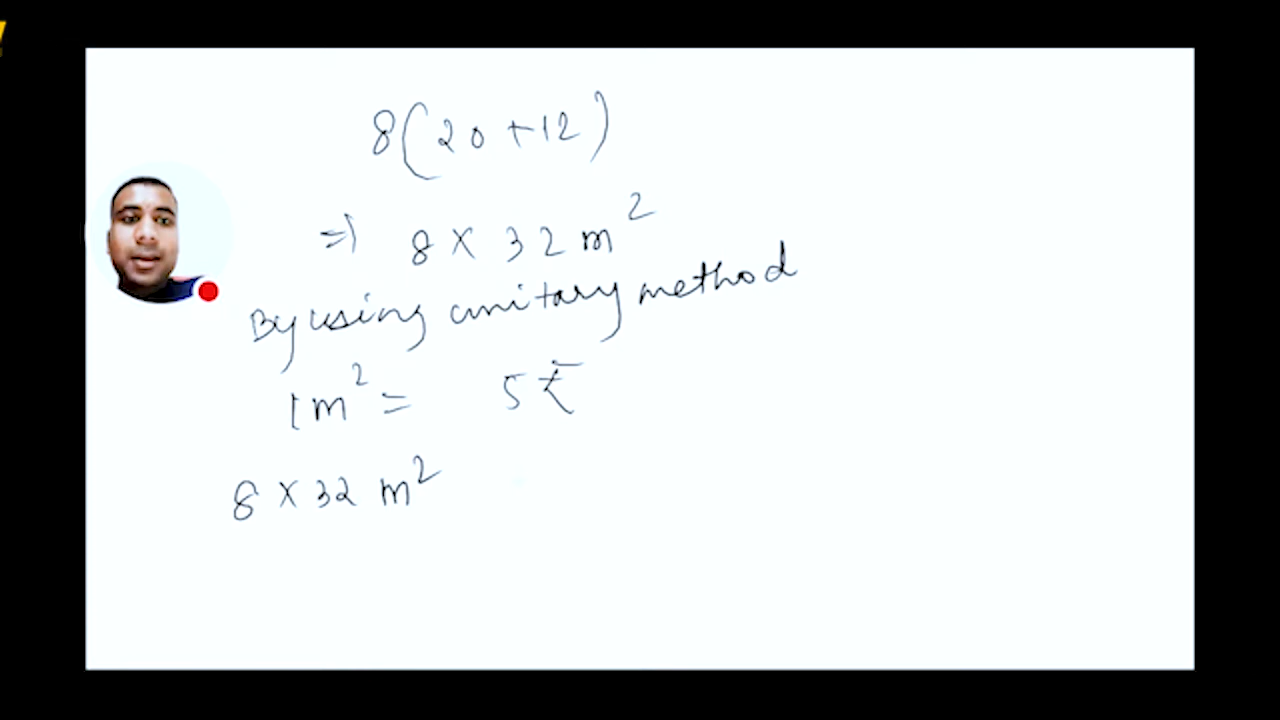 8(20+12)
⇒ 8 × 32 m²
By using unitary method
1m² = 5 ₹
8 × 32 m²